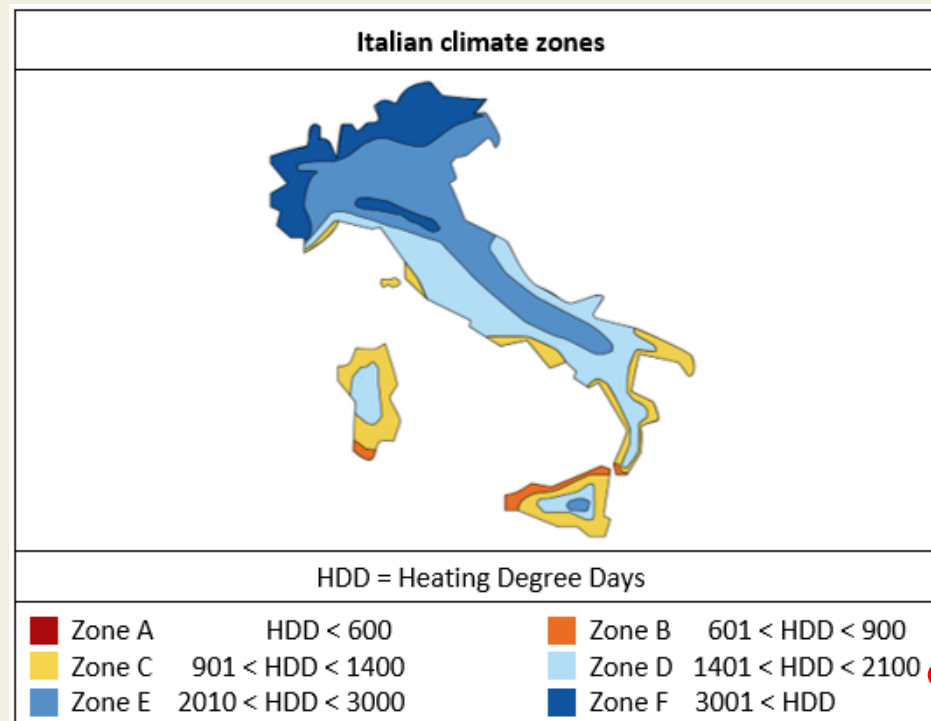 Italian climate zones
HDD = Heating Degree Days
Zone A HDD < 600 Zone B 601 < HDD < 900
Zone C 901 < HDD < 1400 Zone D 1401 < HDD < 2100
Zone E 2010 < HDD < 3000 Zone F 3001 < HDD